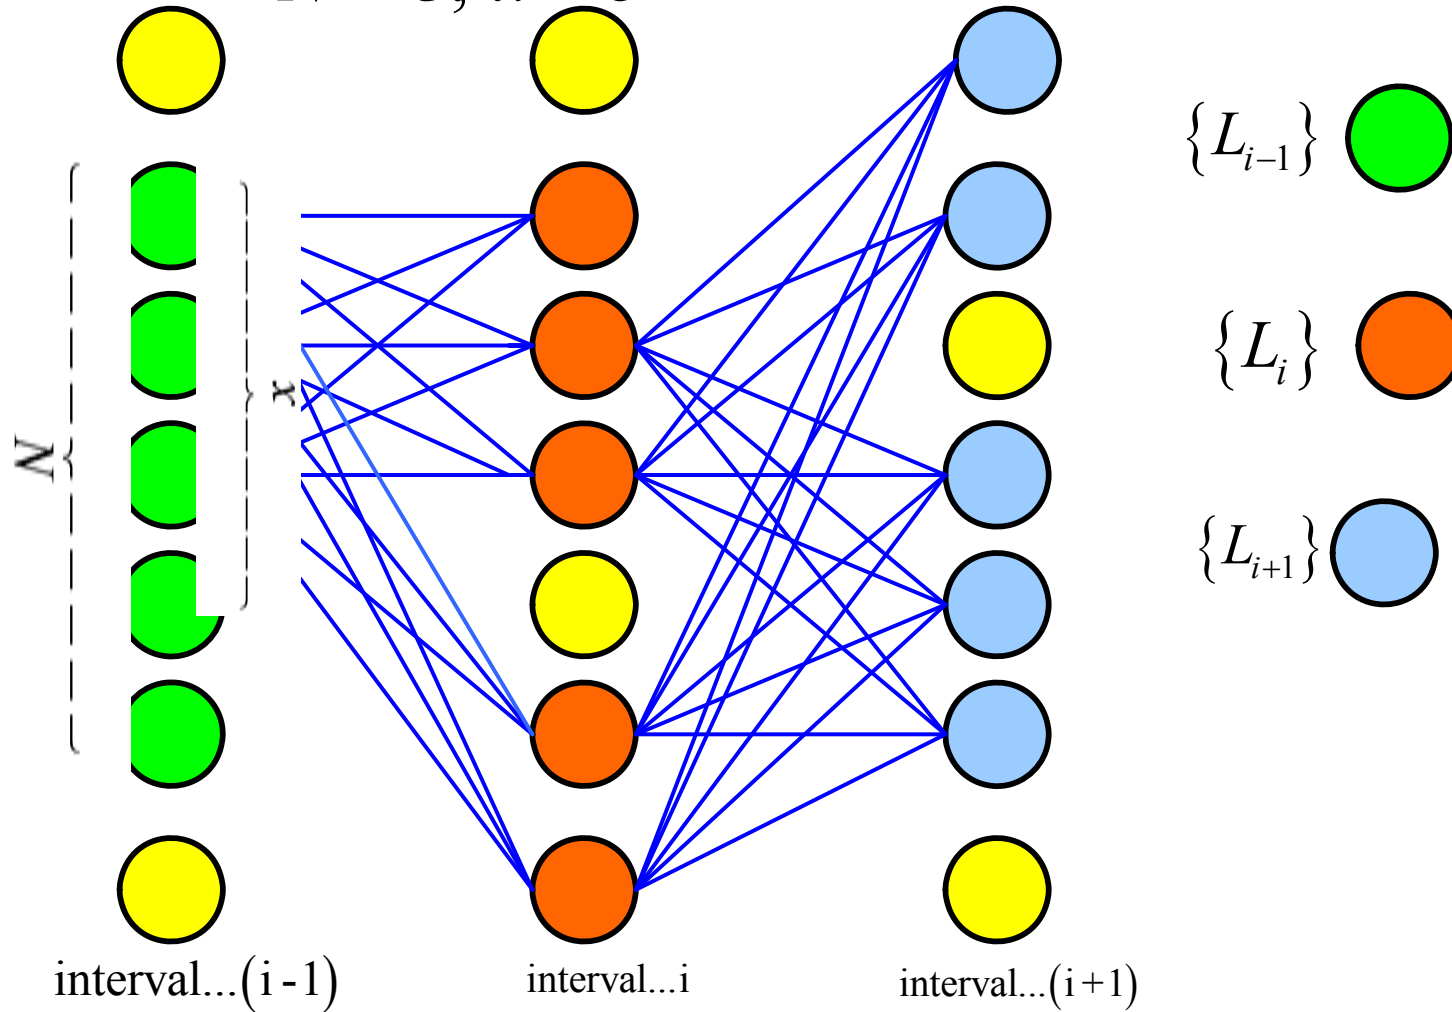 {L_{i-1}}
N
x
{L_i}
{L_{i+1}}
interval...(i-1)
interval...i
interval...(i+1)